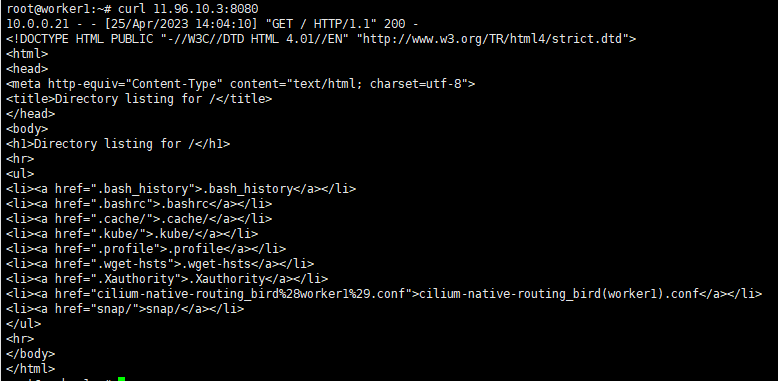 root@worker1:~# curl 11.96.10.3:8080
10.0.0.21 - - [25/Apr/2023 14:04:10] "GET / HTTP/1.1" 200 -
<!DOCTYPE HTML PUBLIC "-//W3C//DTD HTML 4.01//EN" "http://www.w3.org/TR/html4/strict.dtd">
<html>
<head>
<meta http-equiv="Content-Type" content="text/html; charset=utf-8">
<title>Directory listing for /</title>
</head>
<body>
<h1>Directory listing for /</h1>
<hr>
<ul>
<li><a href=".bash_history">.bash_history</a></li>
<li><a href=".bashrc">.bashrc</a></li>
<li><a href=".cache/">.cache/</a></li>
<li><a href=".kube/">.kube/</a></li>
<li><a href=".profile">.profile</a></li>
<li><a href=".wget-hsts">.wget-hsts</a></li>
<li><a href=".Xauthority">.Xauthority</a></li>
<li><a href="cilium-native-routing_bird%28worker1%29.conf">cilium-native-routing_bird(worker1).conf</a></li>
<li><a href="snap/">snap/</a></li>
</ul>
<hr>
</body>
</html>